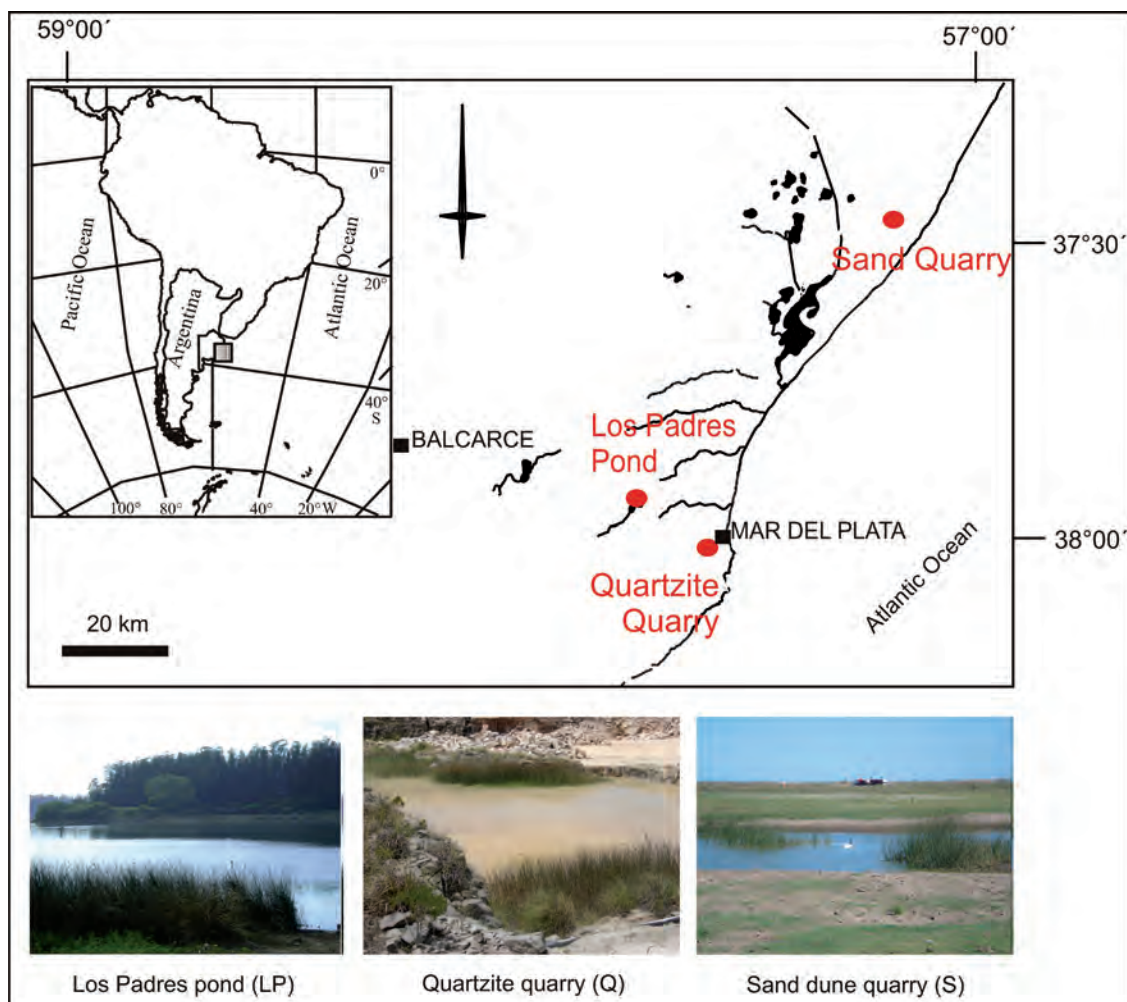 59°00´
57°00´
0°
Pacific Ocean
Atlantic Ocean
20°
Argentina
40°
S
100°
80°
40°
20°W
Sand Quarry
37°30´
Los Padres
Pond
BALCARCE
MAR DEL PLATA
38°00´
Quartzite
Quarry
Atlantic Ocean
20 km
Los Padres pond (LP)
Quartzite quarry (Q)
Sand dune quarry (S)